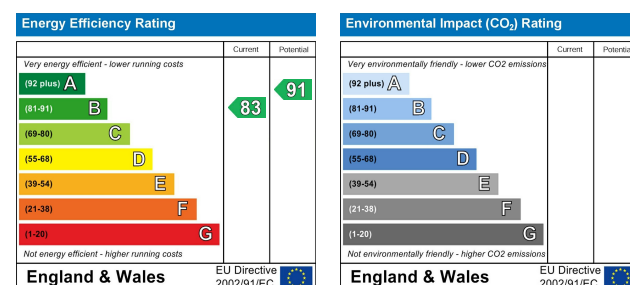 Energy Efficiency Rating
Current Potential
Very energy efficient - lower running costs
(92 plus) A
91
(81-91) B
83
(69-80) C
(55-68) D
(39-54) E
(21-38) F
(1-20) G
Not energy efficient - higher running costs
England & Wales
EU Directive
2002/91/EC
Environmental Impact (CO2) Rating
Current Potential
Very environmentally friendly - lower CO2 emissions
(92 plus) A
(81-91) B
(69-80) C
(55-68) D
(39-54) E
(21-38) F
(1-20) G
Not environmentally friendly - higher CO2 emissions
England & Wales
EU Directive
2002/91/EC